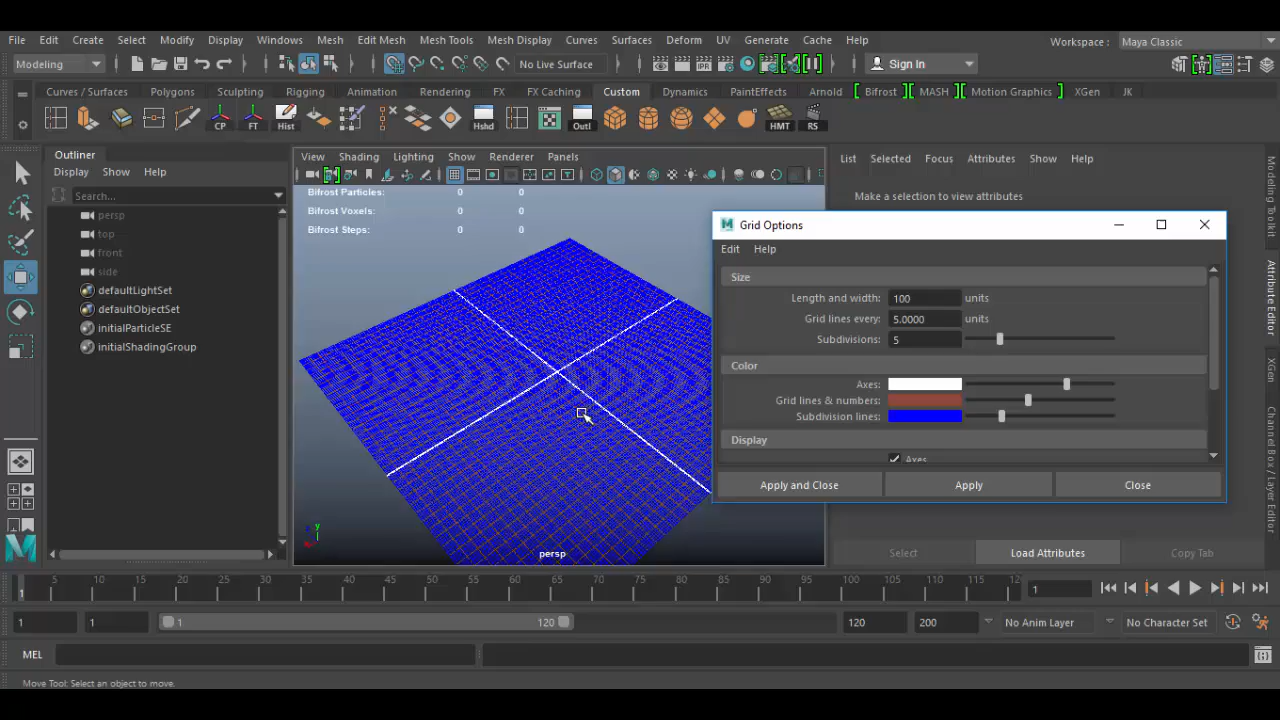 File Edit Create Select Modify Display Windows Mesh Edit Mesh Mesh Tools Mesh Display Curves Surfaces Deform UV Generate Cache Help Workspace : Maya Classic
Modeling No Live Surface Sign In
Curves / Surfaces Polygons Sculpting Rigging Animation Rendering FX FX Caching Custom Dynamics PaintEffects Arnold Bifrost MASH Motion Graphics XGen JK
CP FT Hist Hshd Outl HMT RS
Outliner
Display Show Help
Search...
persp
top
front
side
defaultLightSet
defaultObjectSet
initialParticleSE
initialShadingGroup
View Shading Lighting Show Renderer Panels
Bifrost Particles: 0 0
Bifrost Voxels: 0 0
Bifrost Steps: 0 0
y
persp
List Selected Focus Attributes Show Help
Make a selection to view attributes
Grid Options
Edit Help
Size
Length and width: 100 units
Grid lines every: 5.0000 units
Subdivisions: 5
Color
Axes:
Grid lines & numbers:
Subdivision lines:
Display
Axes
Apply and Close Apply Close
Select Load Attributes Copy Tab
Modeling Toolkit
Attribute Editor
XGen
Channel Box / Layer Editor
1 5 10 15 20 25 30 35 40 45 50 55 60 65 70 75 80 85 90 95 100 105 110 115 12 1
1 1 1 120 120 200 No Anim Layer No Character Set
MEL
Move Tool: Select an object to move.